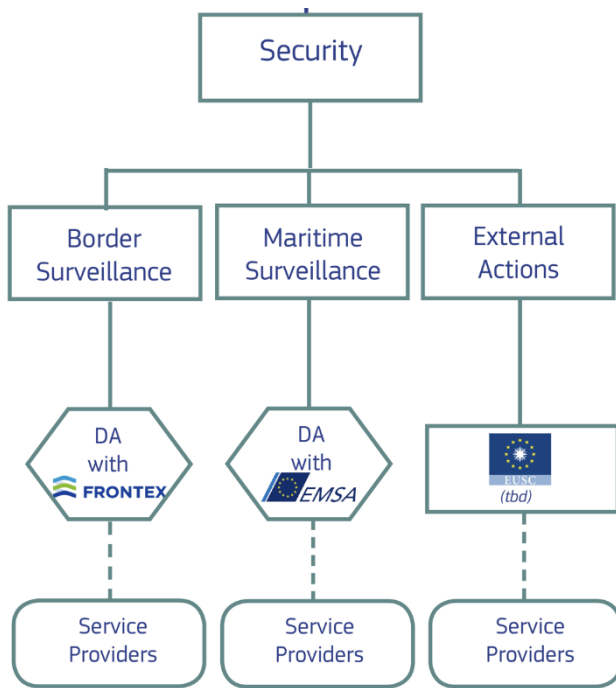 Security
Border
Surveillance
Maritime
Surveillance
External
Actions
DA
with
FRONTEX
DA
with
EMSA
EUSC
(tbd)
Service
Providers
Service
Providers
Service
Providers